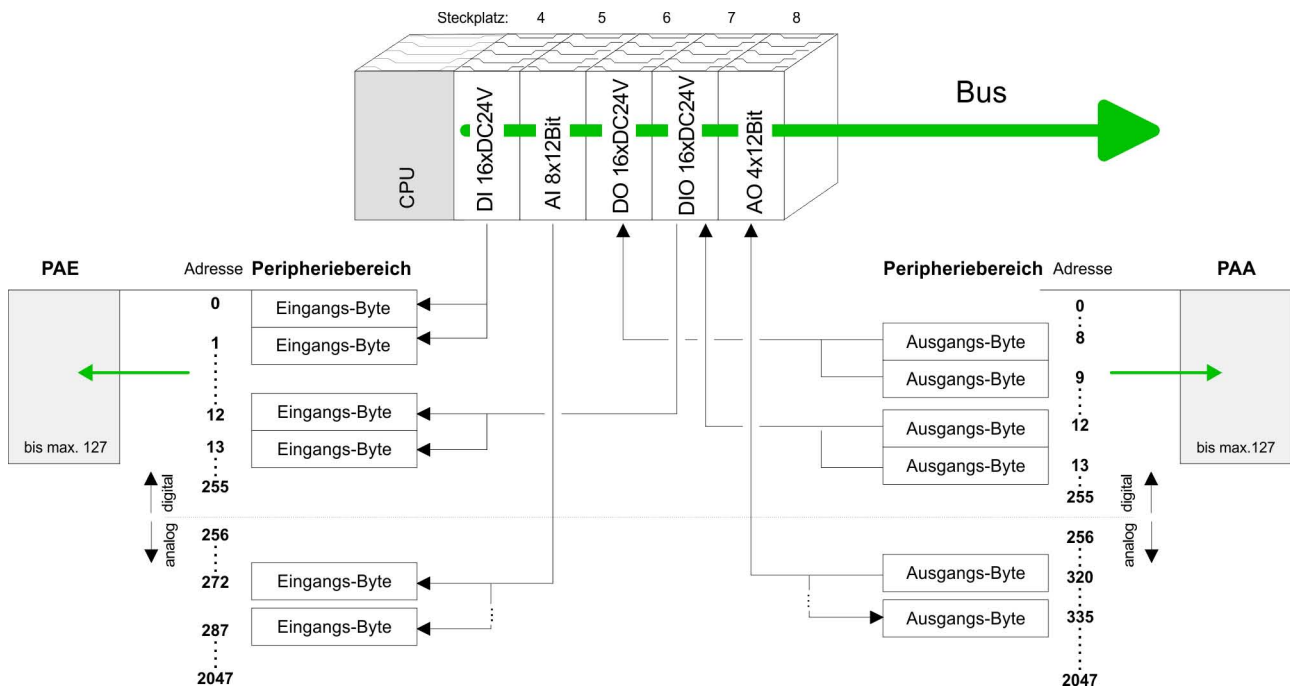 Steckplatz: 4 5 6 7 8
CPU
DI 16xDC24V
AI 8x12Bit
DO 16xDC24V
DIO 16xDC24V
AO 4x12Bit
Bus
PAE
Adresse
Peripheriebereich
0
Eingangs-Byte
1
Eingangs-Byte
12
Eingangs-Byte
13
Eingangs-Byte
255
bis max. 127
digital
analog
256
272
Eingangs-Byte
287
Eingangs-Byte
2047
Peripheriebereich
Adresse
PAA
0
Ausgangs-Byte
8
Ausgangs-Byte
9
Ausgangs-Byte
12
Ausgangs-Byte
13
255
bis max.127
digital
analog
256
Ausgangs-Byte
320
Ausgangs-Byte
335
2047